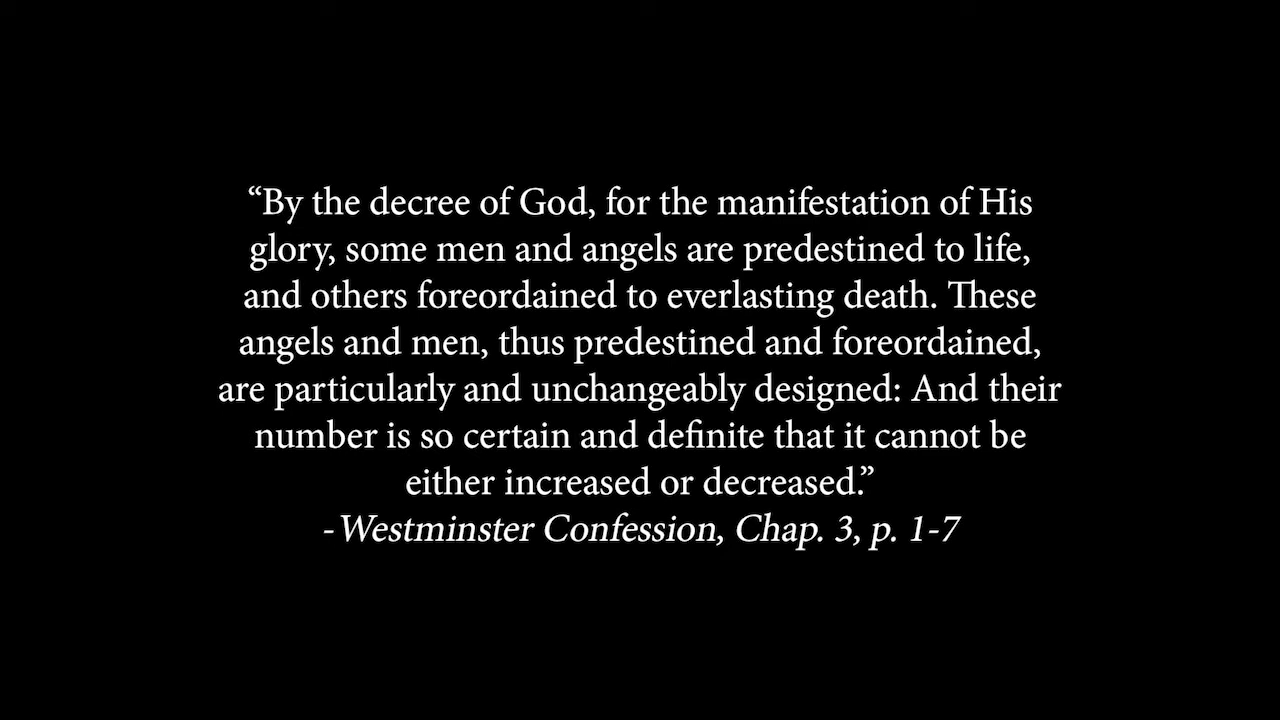 “By the decree of God, for the manifestation of His
glory, some men and angels are predestined to life,
and others foreordained to everlasting death. These
angels and men, thus predestined and foreordained,
are particularly and unchangeably designed: And their
number is so certain and definite that it cannot be
either increased or decreased.”
-Westminster Confession, Chap. 3, p. 1-7